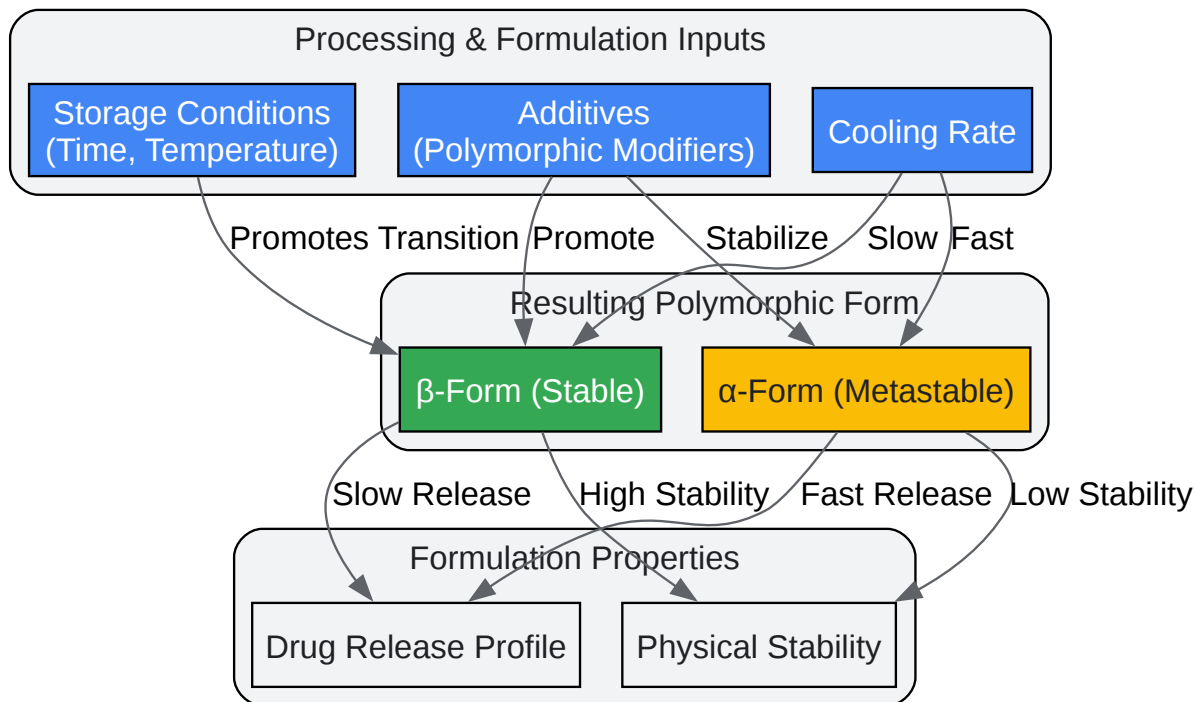 Processing & Formulation Inputs
Storage Conditions
(Time, Temperature)
Additives
(Polymorphic Modifiers)
Cooling Rate
Promotes Transition
Promote
Stabilize
Slow
Fast
Resulting Polymorphic Form
β-Form (Stable)
α-Form (Metastable)
Slow Release
High Stability
Fast Release
Low Stability
Formulation Properties
Drug Release Profile
Physical Stability